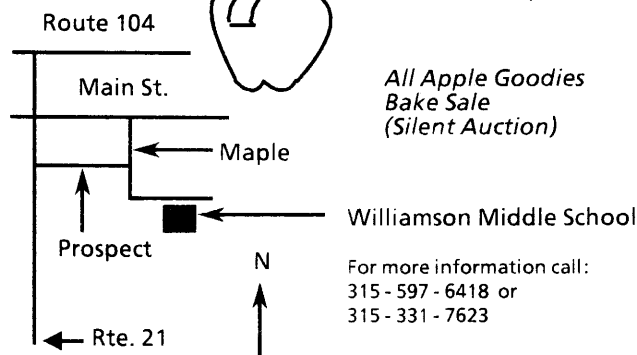 Route 104
Main St.
All Apple Goodies
Bake Sale
(Silent Auction)
Maple
Williamson Middle School
Prospect
N
For more information call:
315 - 597 - 6418 or
315 - 331 - 7623
Rte. 21